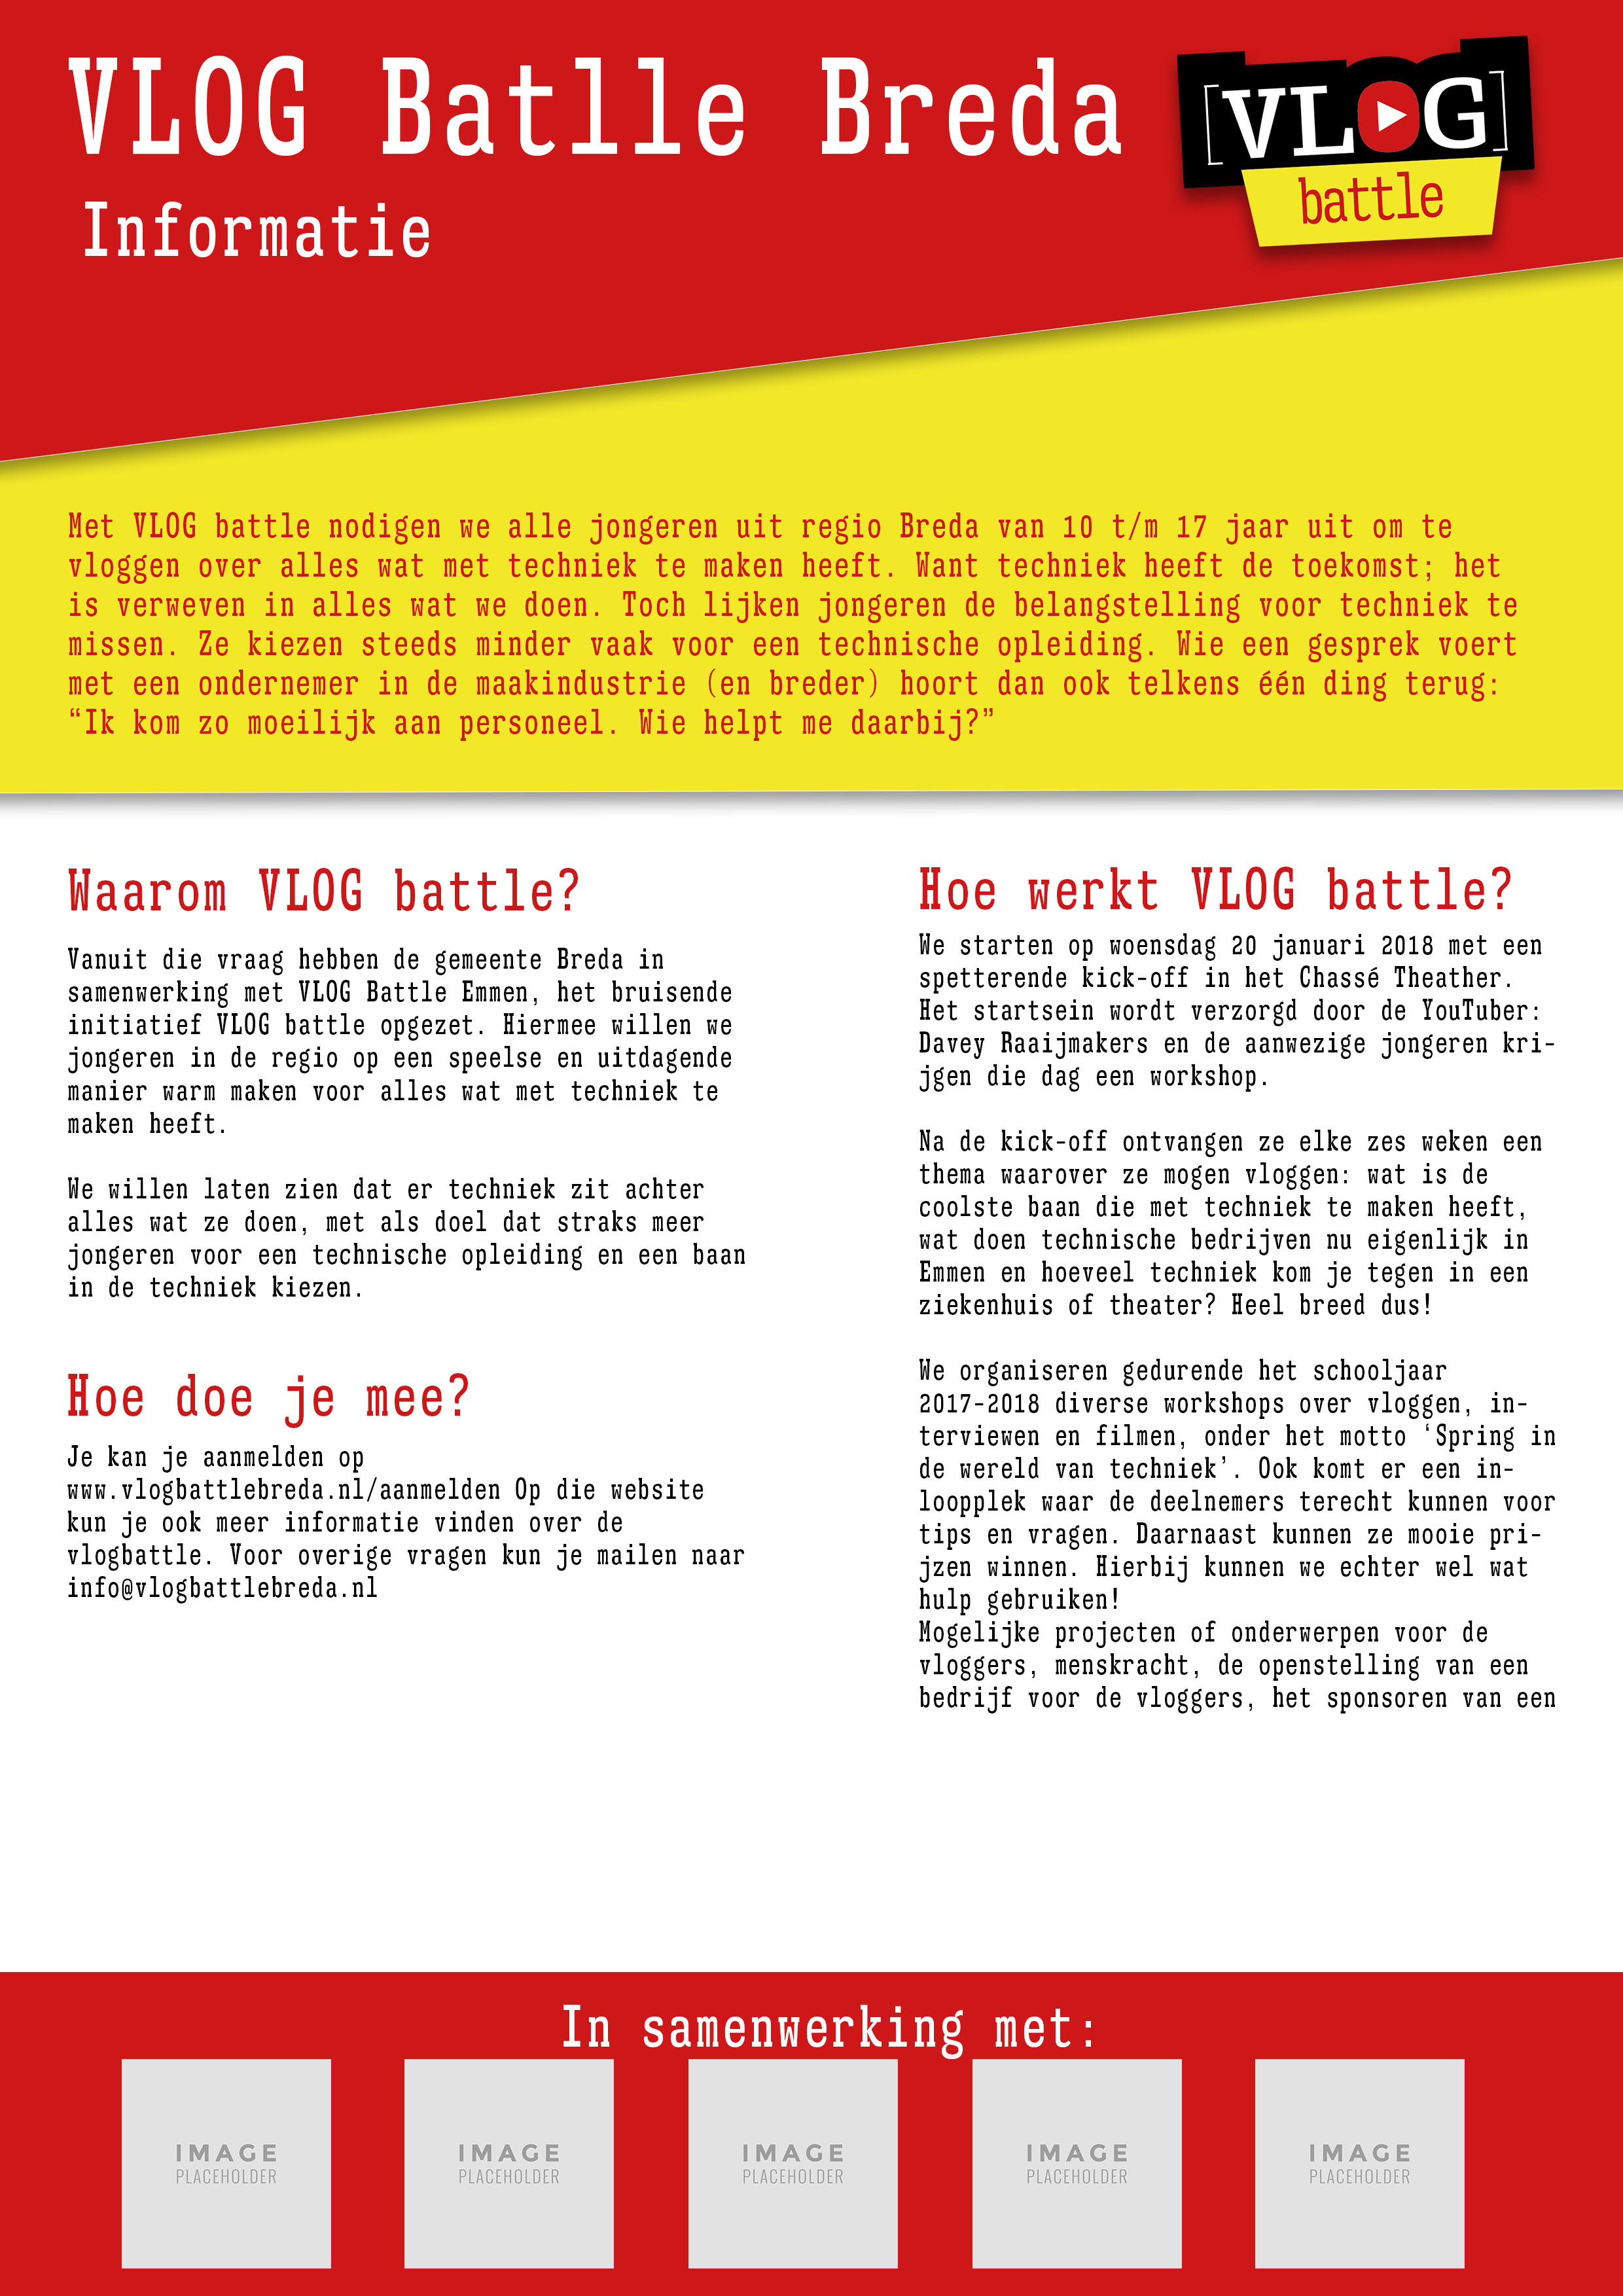 VLOG Batlle Breda
[VLOG]
battle
Informatie
Met VLOG battle nodigen we alle jongeren uit regio Breda van 10 t/m 17 jaar uit om te
vloggen over alles wat met techniek te maken heeft. Want techniek heeft de toekomst; het
is verweven in alles wat we doen. Toch lijken jongeren de belangstelling voor techniek te
missen. Ze kiezen steeds minder vaak voor een technische opleiding. Wie een gesprek voert
met een ondernemer in de maakindustrie (en breder) hoort dan ook telkens één ding terug:
“Ik kom zo moeilijk aan personeel. Wie helpt me daarbij?”
Waarom VLOG battle?
Vanuit die vraag hebben de gemeente Breda in
samenwerking met VLOG Battle Emmen, het bruisende
initiatief VLOG battle opgezet. Hiermee willen we
jongeren in de regio op een speelse en uitdagende
manier warm maken voor alles wat met techniek te
maken heeft.
We willen laten zien dat er techniek zit achter
alles wat ze doen, met als doel dat straks meer
jongeren voor een technische opleiding en een baan
in de techniek kiezen.
Hoe doe je mee?
Je kan je aanmelden op
www.vlogbattlebreda.nl/aanmelden Op die website
kun je ook meer informatie vinden over de
vlogbattle. Voor overige vragen kun je mailen naar
info@vlogbattlebreda.nl
Hoe werkt VLOG battle?
We starten op woensdag 20 januari 2018 met een
spetterende kick-off in het Chassé Theather.
Het startsein wordt verzorgd door de YouTuber:
Davey Raaijmakers en de aanwezige jongeren kri-
jgen die dag een workshop.
Na de kick-off ontvangen ze elke zes weken een
thema waarover ze mogen vloggen: wat is de
coolste baan die met techniek te maken heeft,
wat doen technische bedrijven nu eigenlijk in
Emmen en hoeveel techniek kom je tegen in een
ziekenhuis of theater? Heel breed dus!
We organiseren gedurende het schooljaar
2017-2018 diverse workshops over vloggen, in-
terviewen en filmen, onder het motto ‘Spring in
de wereld van techniek’. Ook komt er een in-
loopplek waar de deelnemers terecht kunnen voor
tips en vragen. Daarnaast kunnen ze mooie pri-
jzen winnen. Hierbij kunnen we echter wel wat
hulp gebruiken!
Mogelijke projecten of onderwerpen voor de
vloggers, menskracht, de openstelling van een
bedrijf voor de vloggers, het sponsoren van een
In samenwerking met:
IMAGE
PLACEHOLDER
IMAGE
PLACEHOLDER
IMAGE
PLACEHOLDER
IMAGE
PLACEHOLDER
IMAGE
PLACEHOLDER